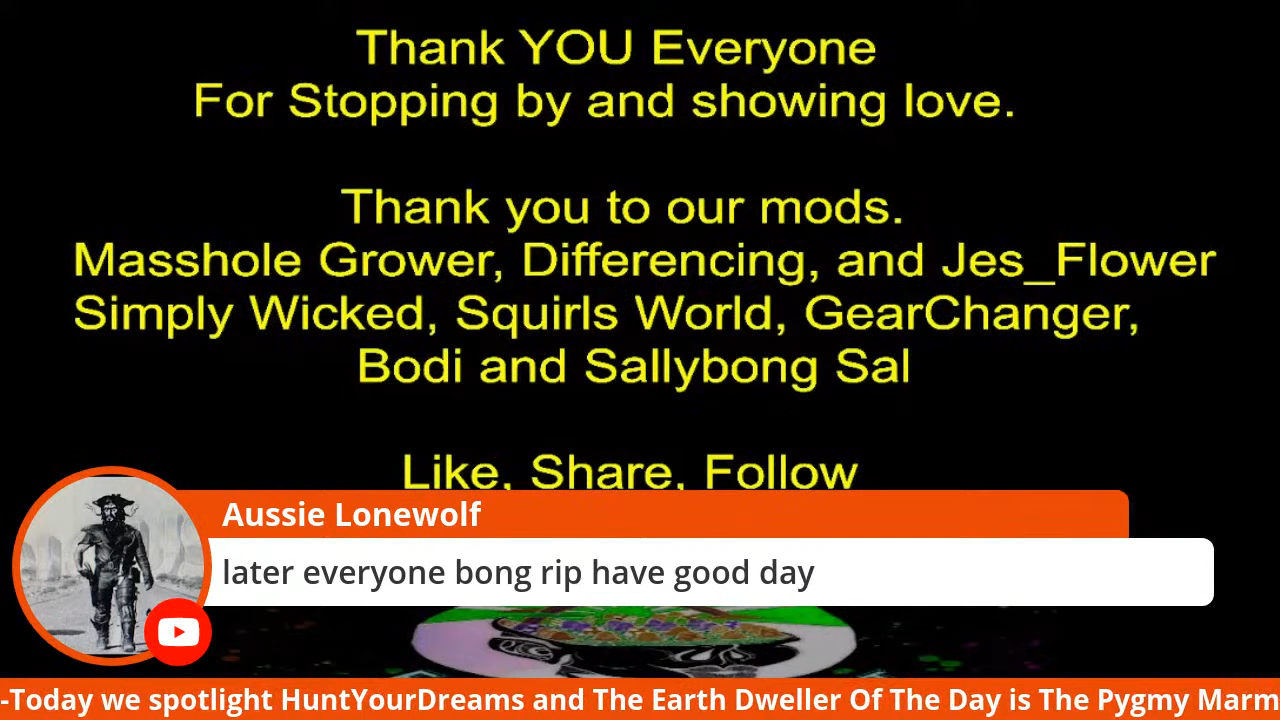 Thank YOU Everyone
For Stopping by and showing love.
Thank you to our mods.
Masshole Grower, Differencing, and Jes_Flower
Simply Wicked, Squirls World, GearChanger,
Bodi and Sallybong Sal
Like, Share, Follow
Aussie Lonewolf
later everyone bong rip have good day
-Today we spotlight HuntYourDreams and The Earth Dweller Of The Day is The Pygmy Marm